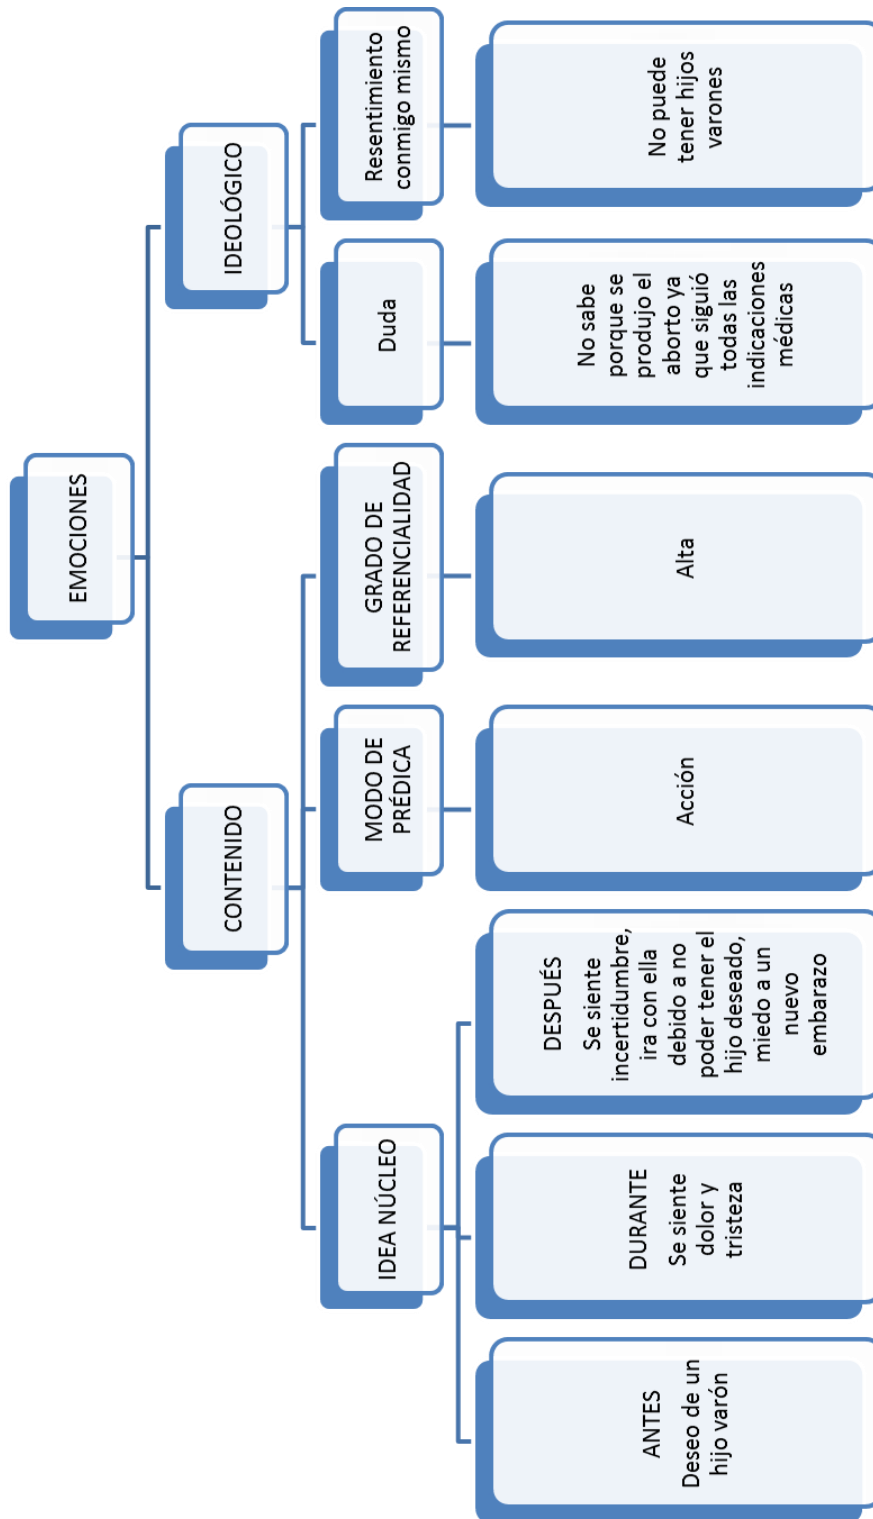 EMOCIONES
CONTENIDO
IDEOLÓGICO
IDEA NÚCLEO
MODO DE
PRÉDICA
GRADO DE
REFERENCIALIDAD
Duda
Resentimiento
conmigo mismo
ANTES
Deseo de un
hijo varón
DURANTE
Se siente
dolor y
tristeza
DESPUÉS
Se siente
incertidumbre,
ira con ella
debido a no
poder tener el
hijo deseado,
miedo a un
nuevo
embarazo
Acción
Alta
No sabe
porque se
produjo el
aborto ya
que siguió
todas las
indicaciones
médicas
No puede
tener hijos
varones